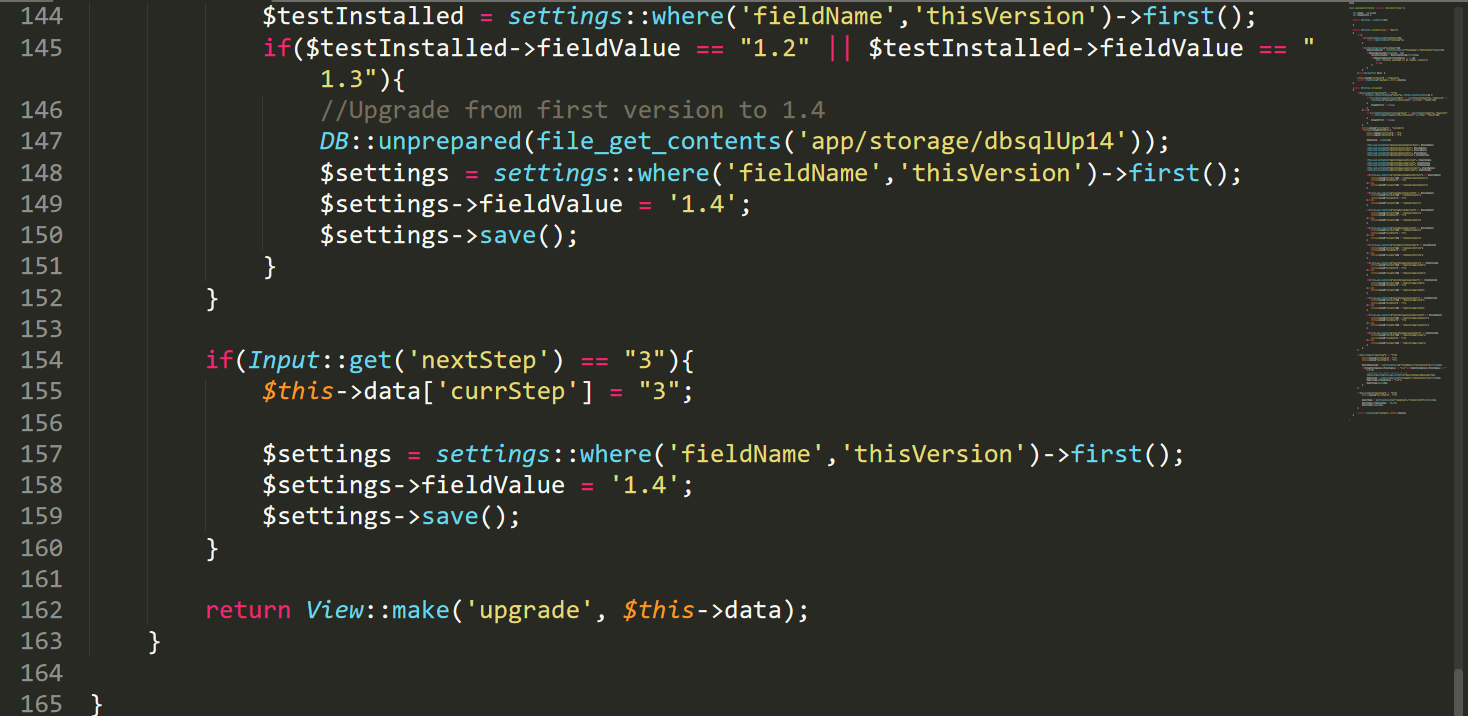 144 $testInstalled = settings::where('fieldName','thisVersion')->first();
145 if($testInstalled->fieldValue == "1.2" || $testInstalled->fieldValue == "
1.3"){
146 //Upgrade from first version to 1.4
147 DB::unprepared(file_get_contents('app/storage/dbsqlUp14'));
148 $settings = settings::where('fieldName','thisVersion')->first();
149 $settings->fieldValue = '1.4';
150 $settings->save();
151 }
152 }
153
154 if(Input::get('nextStep') == "3"){
155 $this->data['currStep'] = "3";
156
157 $settings = settings::where('fieldName','thisVersion')->first();
158 $settings->fieldValue = '1.4';
159 $settings->save();
160 }
161
162 return View::make('upgrade', $this->data);
163 }
164
165 }